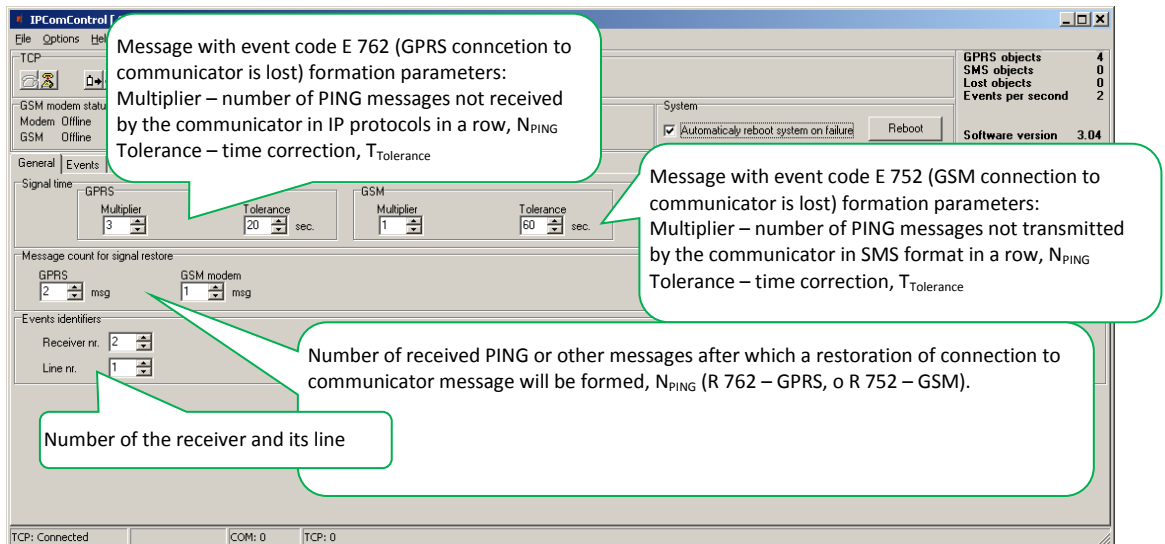 IPComControl [
File Options Hel
TCP
GSM modem statu
Modem Offline
GSM Offline
System
Automaticaly reboot system on failure
Reboot
GPRS objects 4
SMS objects 0
Lost objects 0
Events per second 2
Software version 3.04
Message with event code E 762 (GPRS conncetion to
communicator is lost) formation parameters:
Multiplier – number of PING messages not received
by the communicator in IP protocols in a row, NPING
Tolerance – time correction, TTolerance
General Events
Signal time
GPRS
Multiplier Tolerance
3 20 sec.
GSM
Multiplier Tolerance
1 60 sec.
Message with event code E 752 (GSM connection to
communicator is lost) formation parameters:
Multiplier – number of PING messages not transmitted
by the communicator in SMS format in a row, NPING
Tolerance – time correction, TTolerance
Message count for signal restore
GPRS GSM modem
2 msg 1 msg
Events identifiers
Receiver nr. 2
Line nr. 1
Number of received PING or other messages after which a restoration of connection to
communicator message will be formed, NPING (R 762 – GPRS, o R 752 – GSM).
Number of the receiver and its line
TCP: Connected COM: 0 TCP: 0